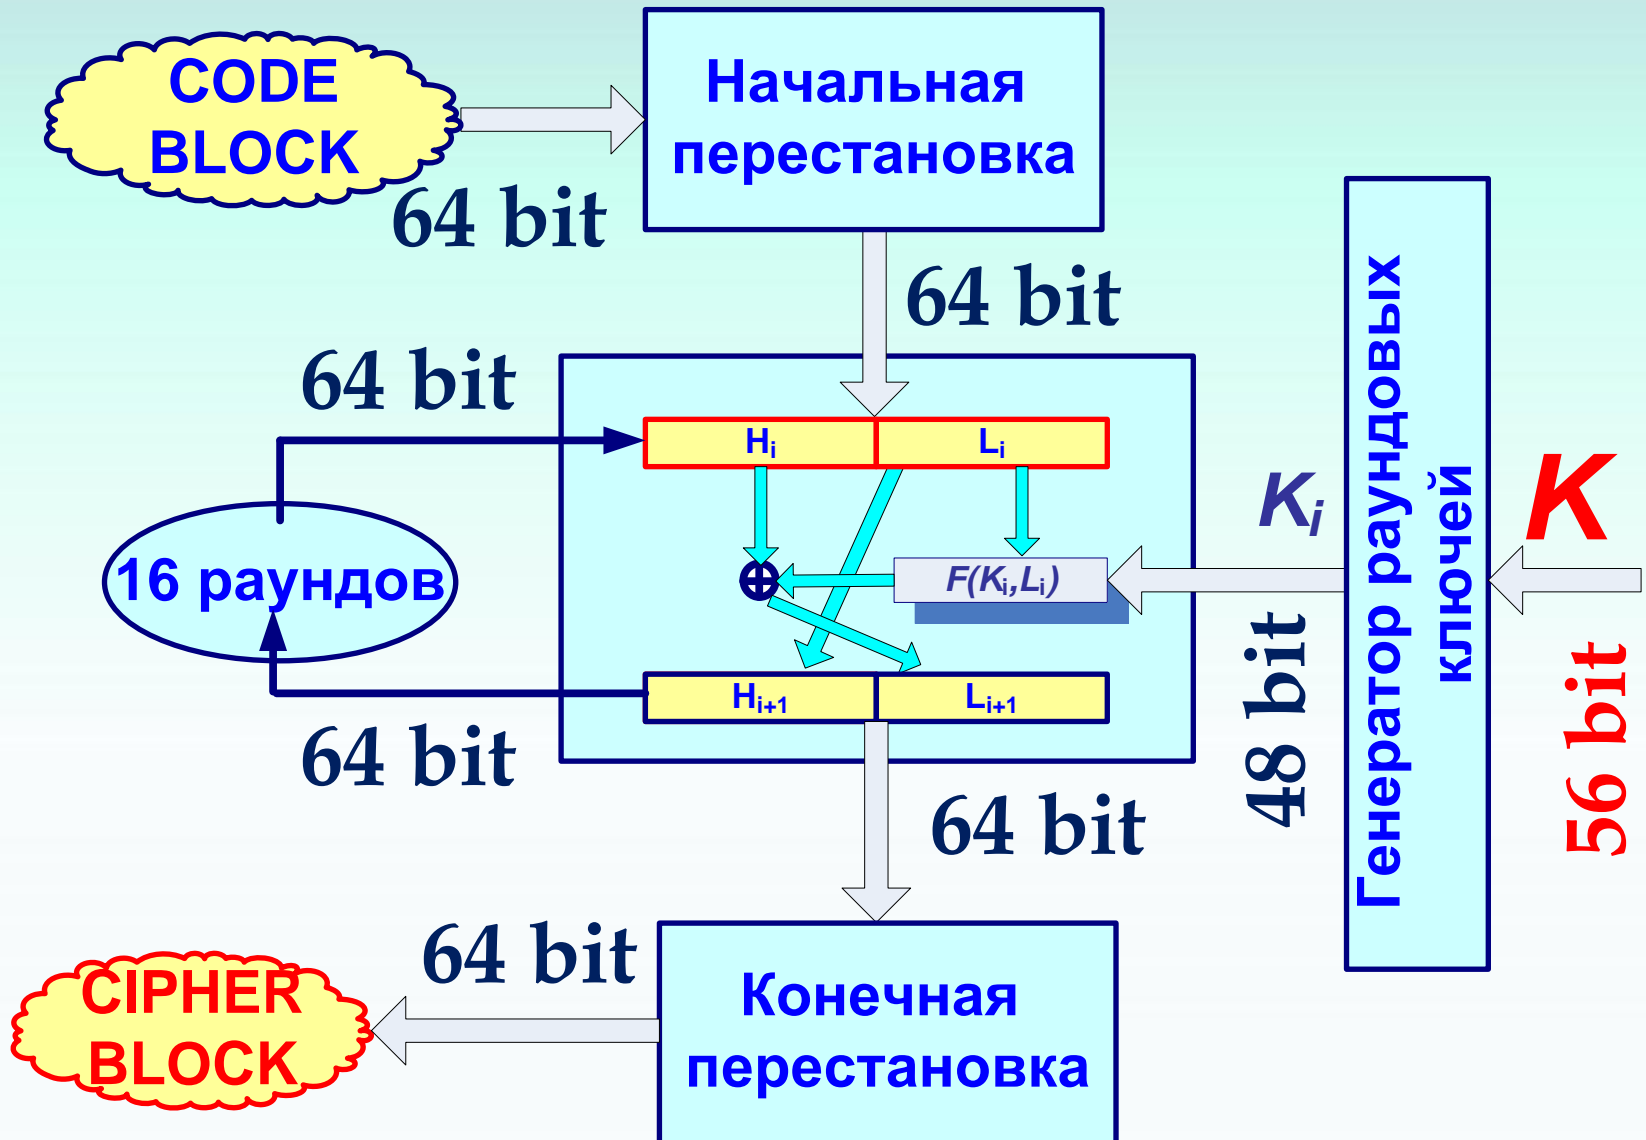 CODE
BLOCK
Начальная
перестановка
64 bit
64 bit
64 bit
Hᵢ
Lᵢ
16 раундов
F(Kᵢ,Lᵢ)
Kᵢ
K
Генератор раундовых
ключей
48 bit
56 bit
Hᵢ₊₁
Lᵢ₊₁
64 bit
64 bit
64 bit
CIPHER
BLOCK
Конечная
перестановка